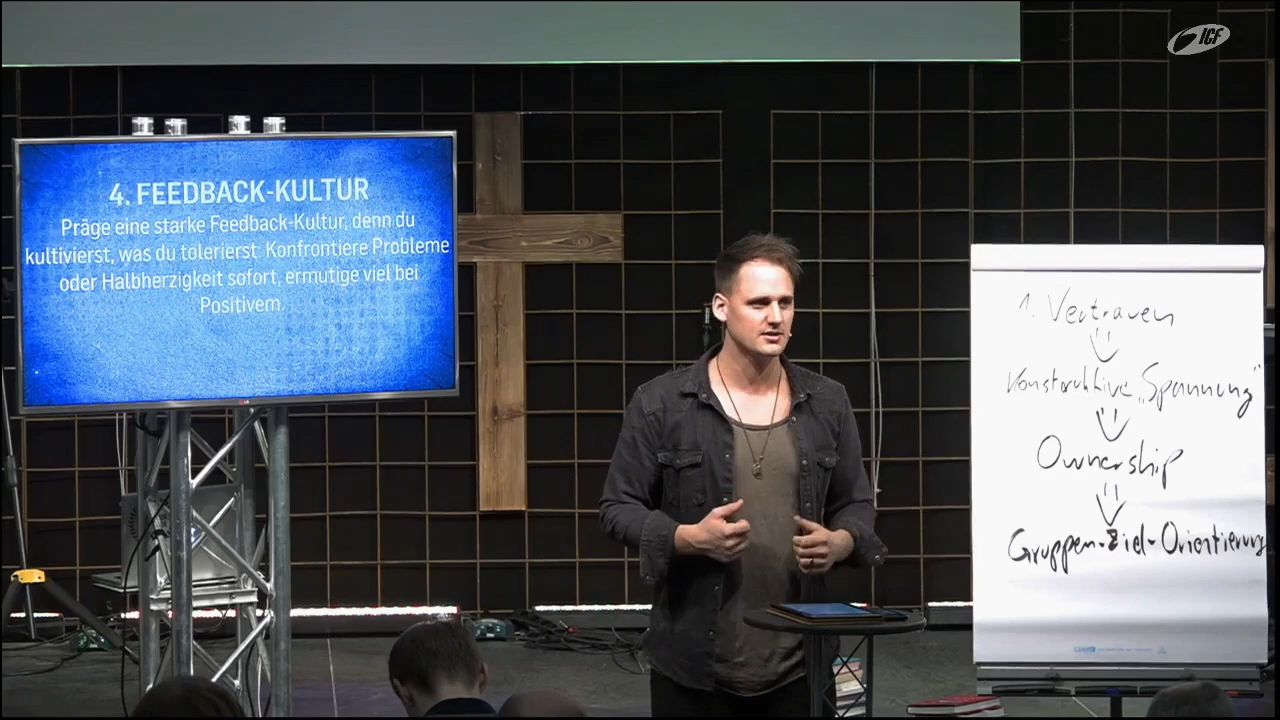 ICF
4. FEEDBACK-KULTUR
Präge eine starke Feedback-Kultur, denn du
kultivierst, was du tolerierst: Konfrontiere Probleme
oder Halbherzigkeit sofort, ermutige viel bei
Positivem.
1. Vertrauen
Konstruktive „Spannung"
Ownership
Gruppen-Ziel-Orientierung